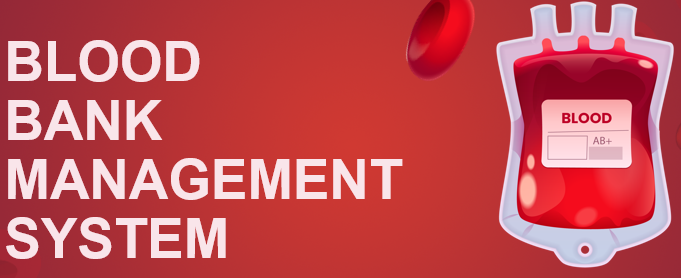 BLOOD
BANK
MANAGEMENT
SYSTEM
BLOOD
AB+